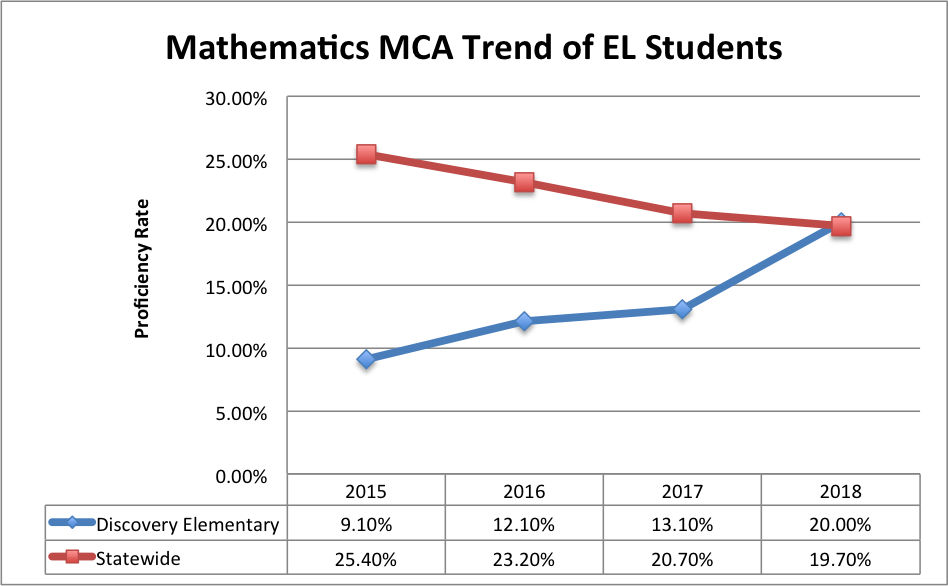 Mathematics MCA Trend of EL Students
30.00%
25.00%
20.00%
15.00%
10.00%
5.00%
0.00%
Proficiency Rate
2015 2016 2017 2018
Discovery Elementary 9.10% 12.10% 13.10% 20.00%
Statewide 25.40% 23.20% 20.70% 19.70%